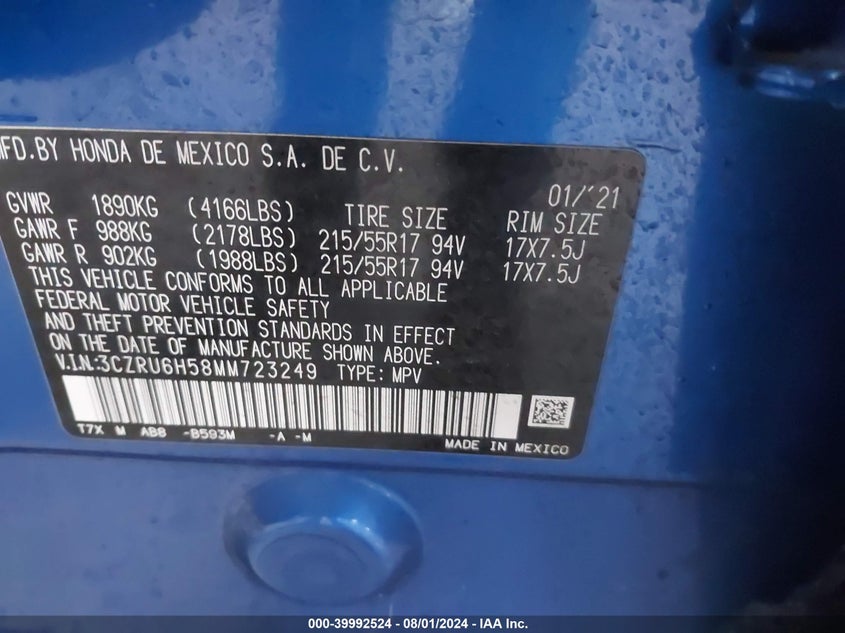 MFD.BY HONDA DE MEXICO S.A. DE C.V.
01/'21
GVWR 1890KG (4166LBS) TIRE SIZE RIM SIZE
GAWR F 988KG (2178LBS) 215/55R17 94V 17X7.5J
GAWR R 902KG (1988LBS) 215/55R17 94V 17X7.5J
THIS VEHICLE CONFORMS TO ALL APPLICABLE
FEDERAL MOTOR VEHICLE SAFETY
AND THEFT PREVENTION STANDARDS IN EFFECT
ON THE DATE OF MANUFACTURE SHOWN ABOVE.
V.I.N.:3CZRU6H58MM723249 TYPE: MPV
T7X M AB8 -B593M -A -M
MADE IN MEXICO
000-39992524 - 08/01/2024 - IAA Inc.